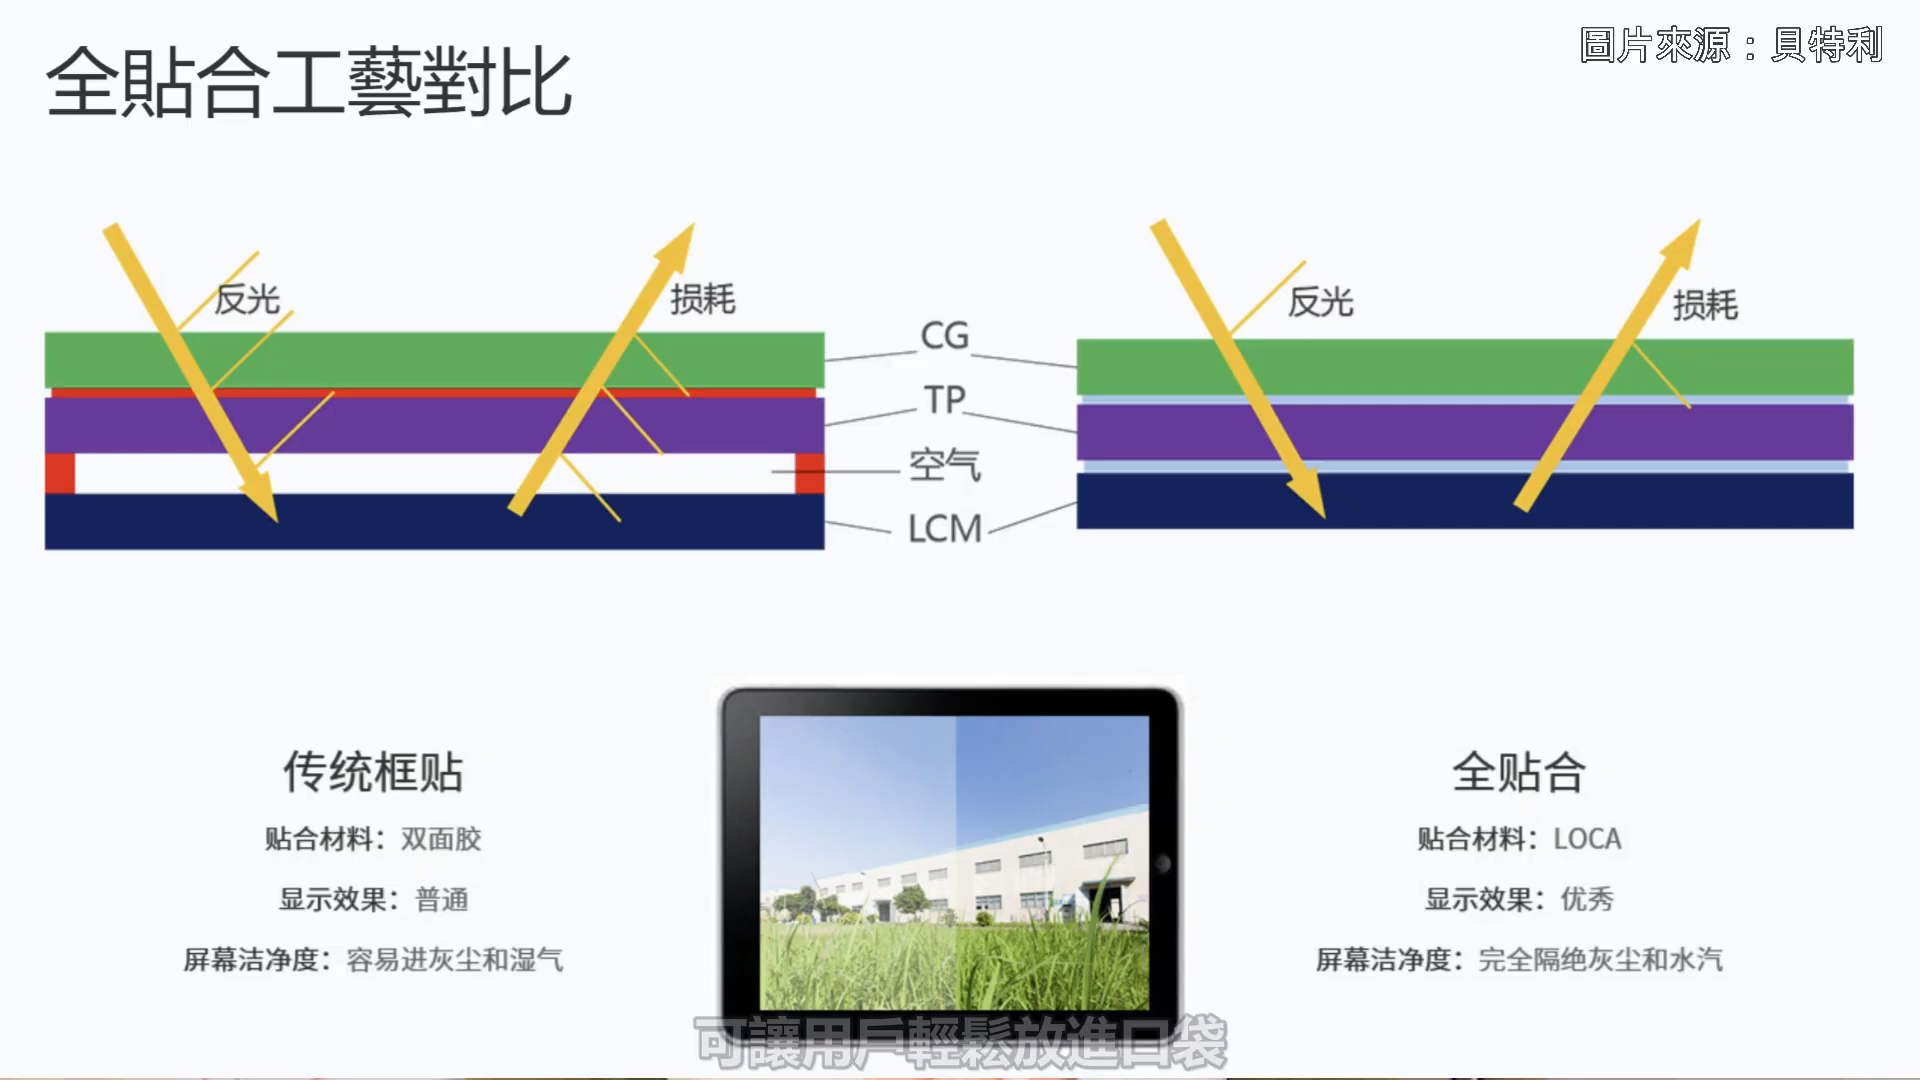 全貼合工藝對比
圖片來源：貝特利
反光
损耗
反光
损耗
CG
TP
空气
LCM
传统框贴
贴合材料：双面胶
显示效果：普通
屏幕洁净度：容易进灰尘和湿气
全贴合
贴合材料：LOCA
显示效果：优秀
屏幕洁净度：完全隔绝灰尘和水汽
可讓用戶輕鬆放進口袋